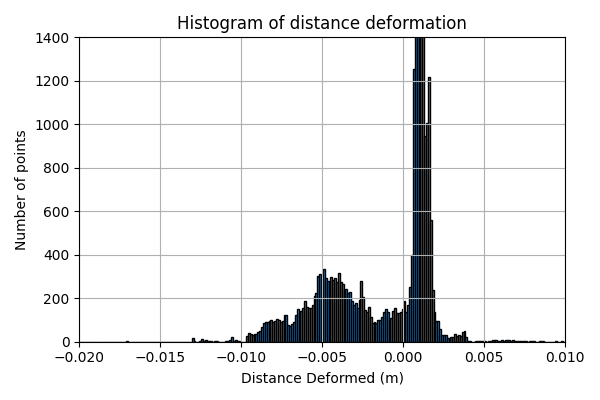 Histogram of distance deformation
1400
1200
1000
800
600
400
200
0
Number of points
−0.020 −0.015 −0.010 −0.005 0.000 0.005 0.010
Distance Deformed (m)